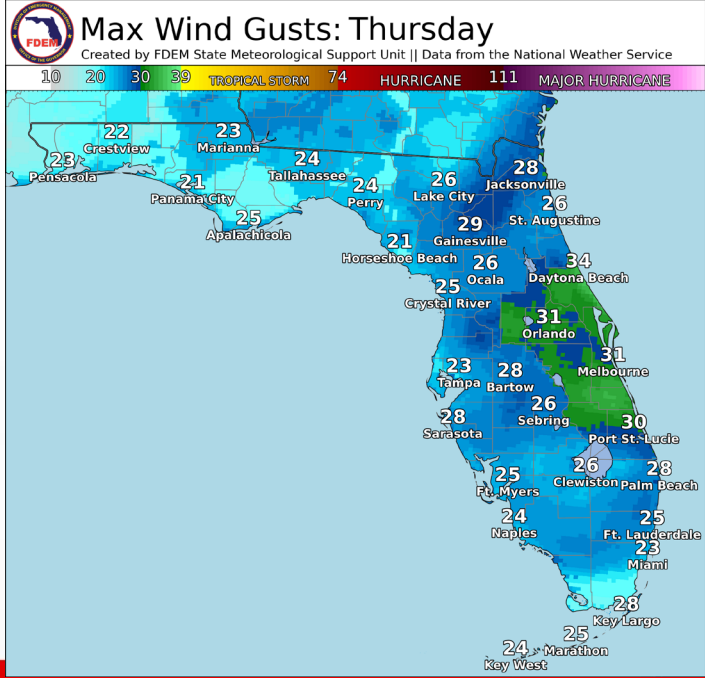 Max Wind Gusts: Thursday
Created by FDEM State Meteorological Support Unit || Data from the National Weather Service
FDEM
10 20 30 39 TROPICAL STORM 74 HURRICANE 111 MAJOR HURRICANE
22
Crestview
23
Marianna
23
Pensacola
24
Tallahassee
21
Panama City
24
Perry
26
Lake City
28
Jacksonville
25
Apalachicola
26
St. Augustine
29
Gainesville
21
Horseshoe Beach
26
Ocala
34
Daytona Beach
25
Crystal River
31
Orlando
31
Melbourne
23
Tampa
28
Bartow
26
Sebring
28
Sarasota
30
Port St. Lucie
26
Clewiston
28
Palm Beach
25
Ft. Myers
24
Naples
25
Ft. Lauderdale
23
Miami
28
Key Largo
25
Marathon
24
Key West